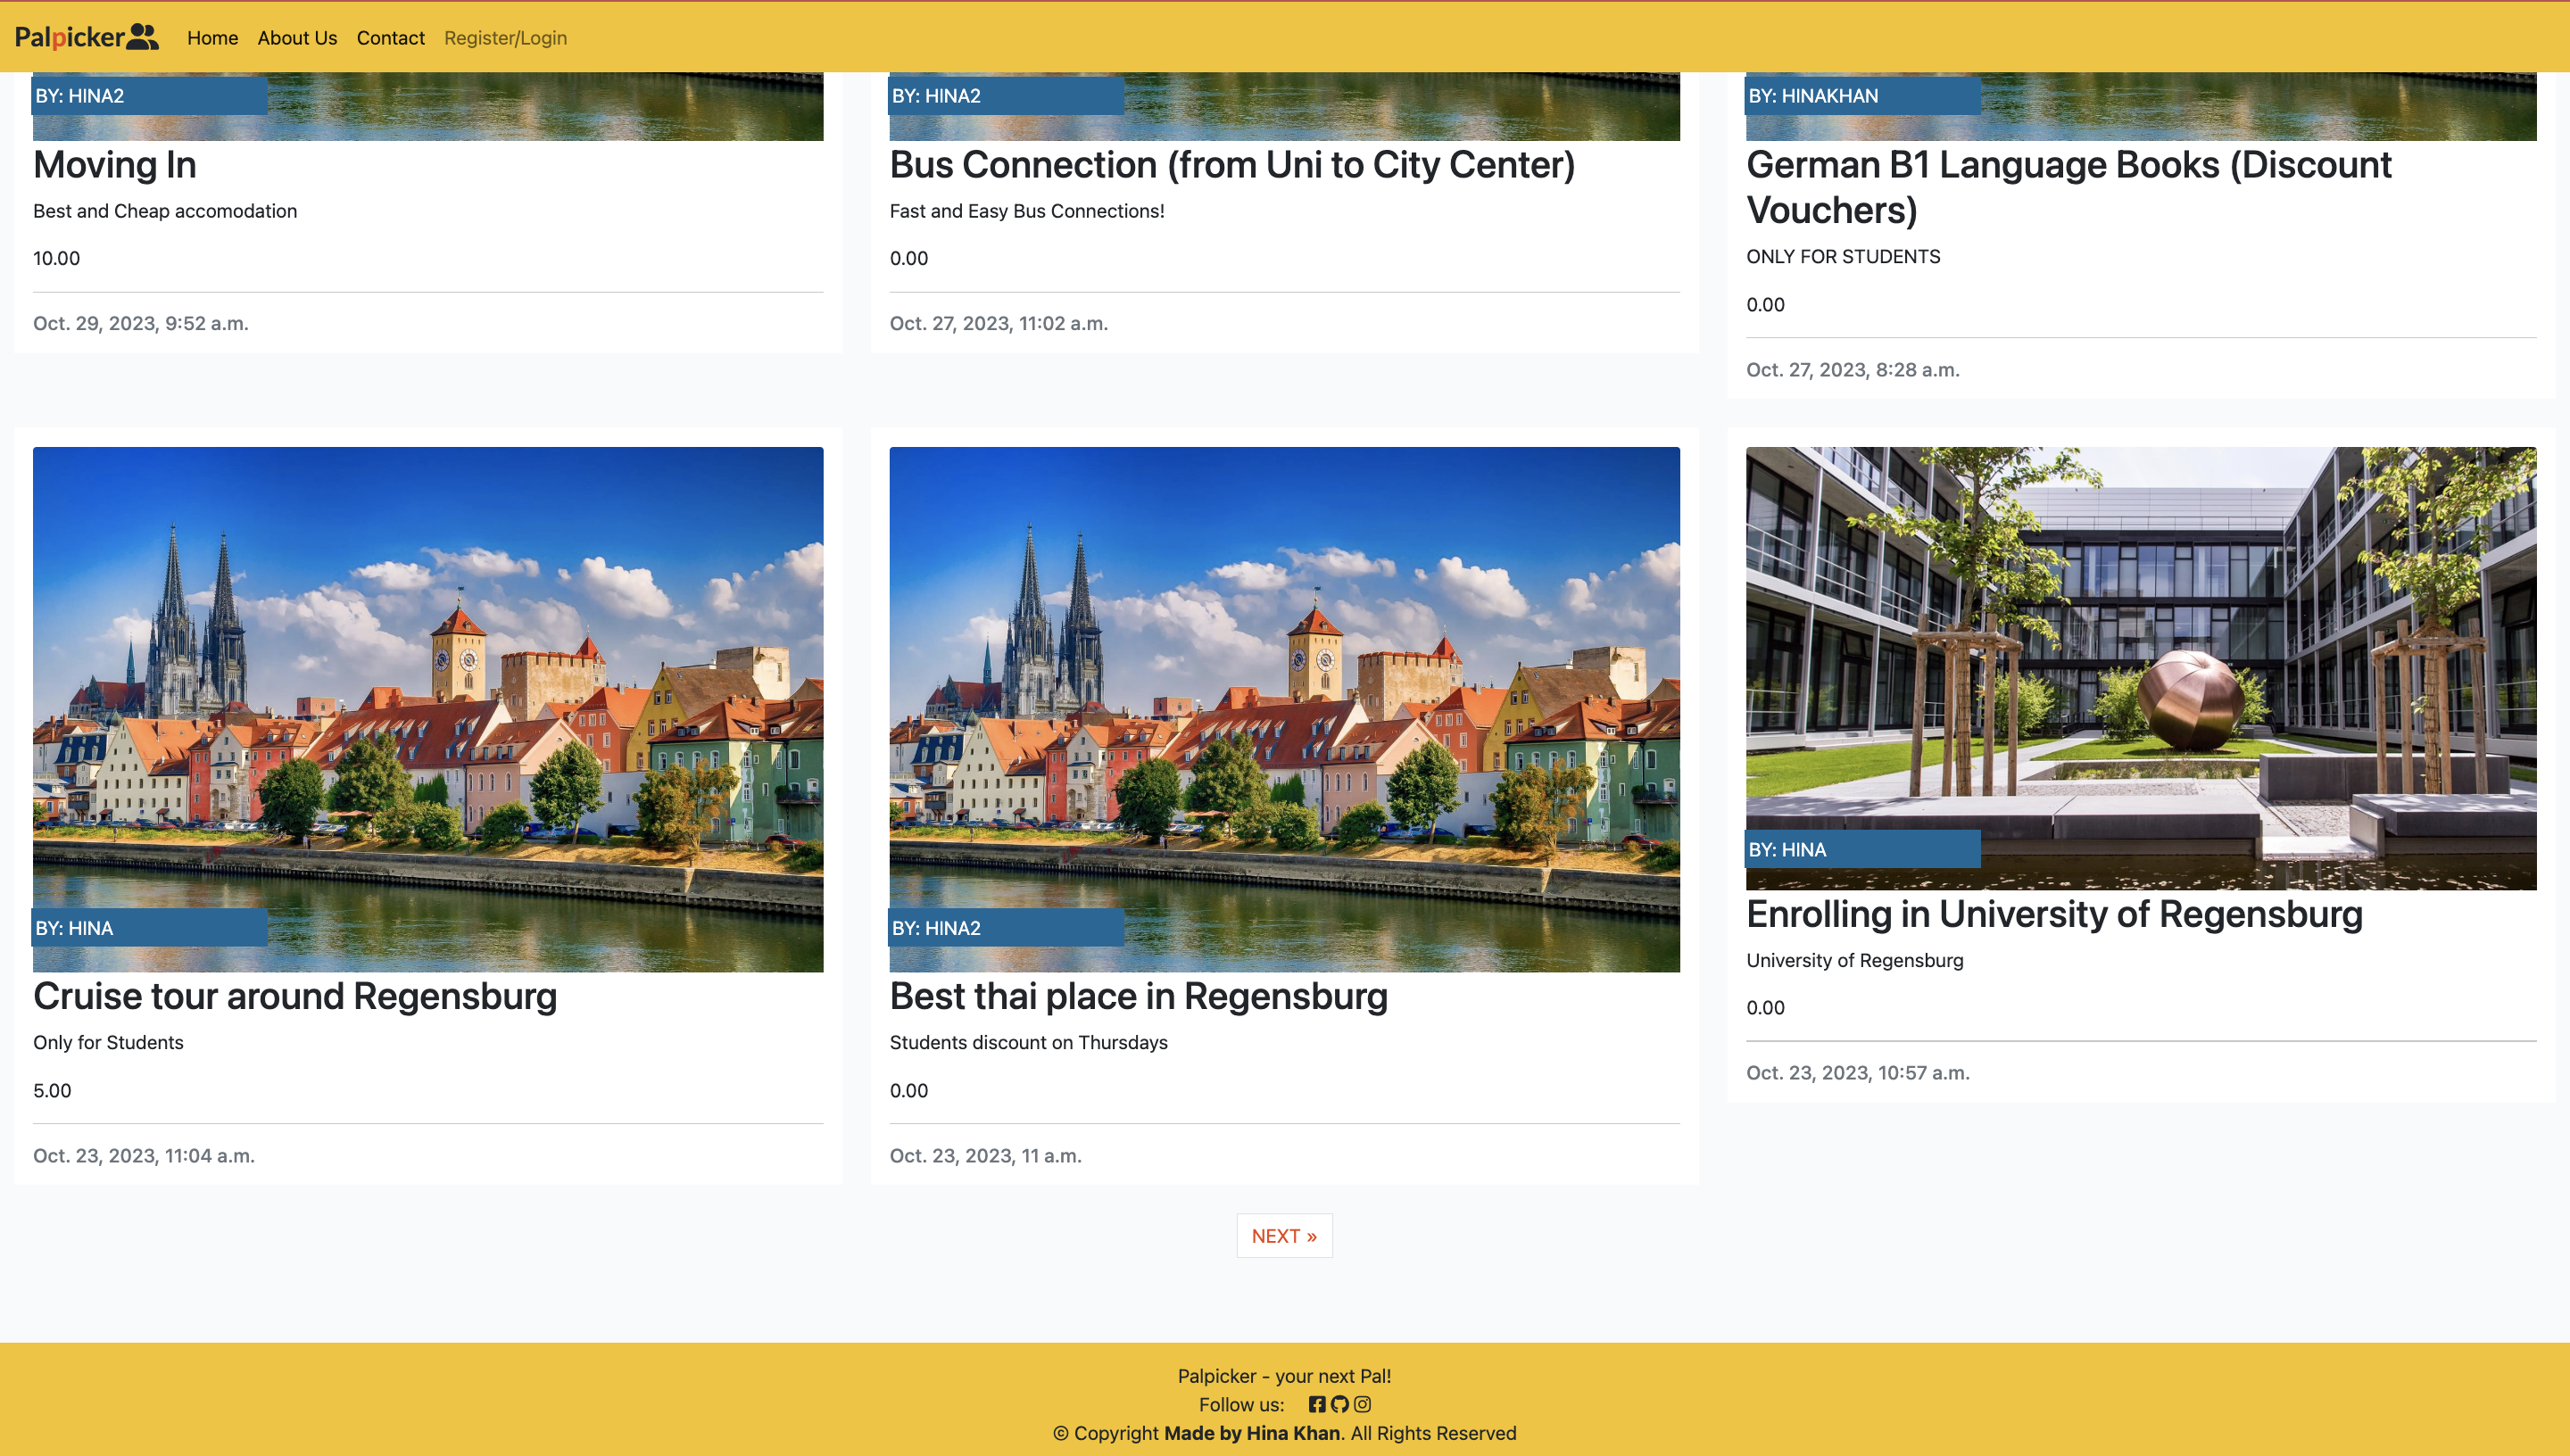 Palpicker Home About Us Contact Register/Login
BY: HINA2
Moving In
Best and Cheap accomodation
10.00
Oct. 29, 2023, 9:52 a.m.
BY: HINA2
Bus Connection (from Uni to City Center)
Fast and Easy Bus Connections!
0.00
Oct. 27, 2023, 11:02 a.m.
BY: HINAKHAN
German B1 Language Books (Discount
Vouchers)
ONLY FOR STUDENTS
0.00
Oct. 27, 2023, 8:28 a.m.
BY: HINA
Cruise tour around Regensburg
Only for Students
5.00
Oct. 23, 2023, 11:04 a.m.
BY: HINA2
Best thai place in Regensburg
Students discount on Thursdays
0.00
Oct. 23, 2023, 11 a.m.
BY: HINA
Enrolling in University of Regensburg
University of Regensburg
0.00
Oct. 23, 2023, 10:57 a.m.
NEXT »
Palpicker - your next Pal!
Follow us:
© Copyright Made by Hina Khan. All Rights Reserved